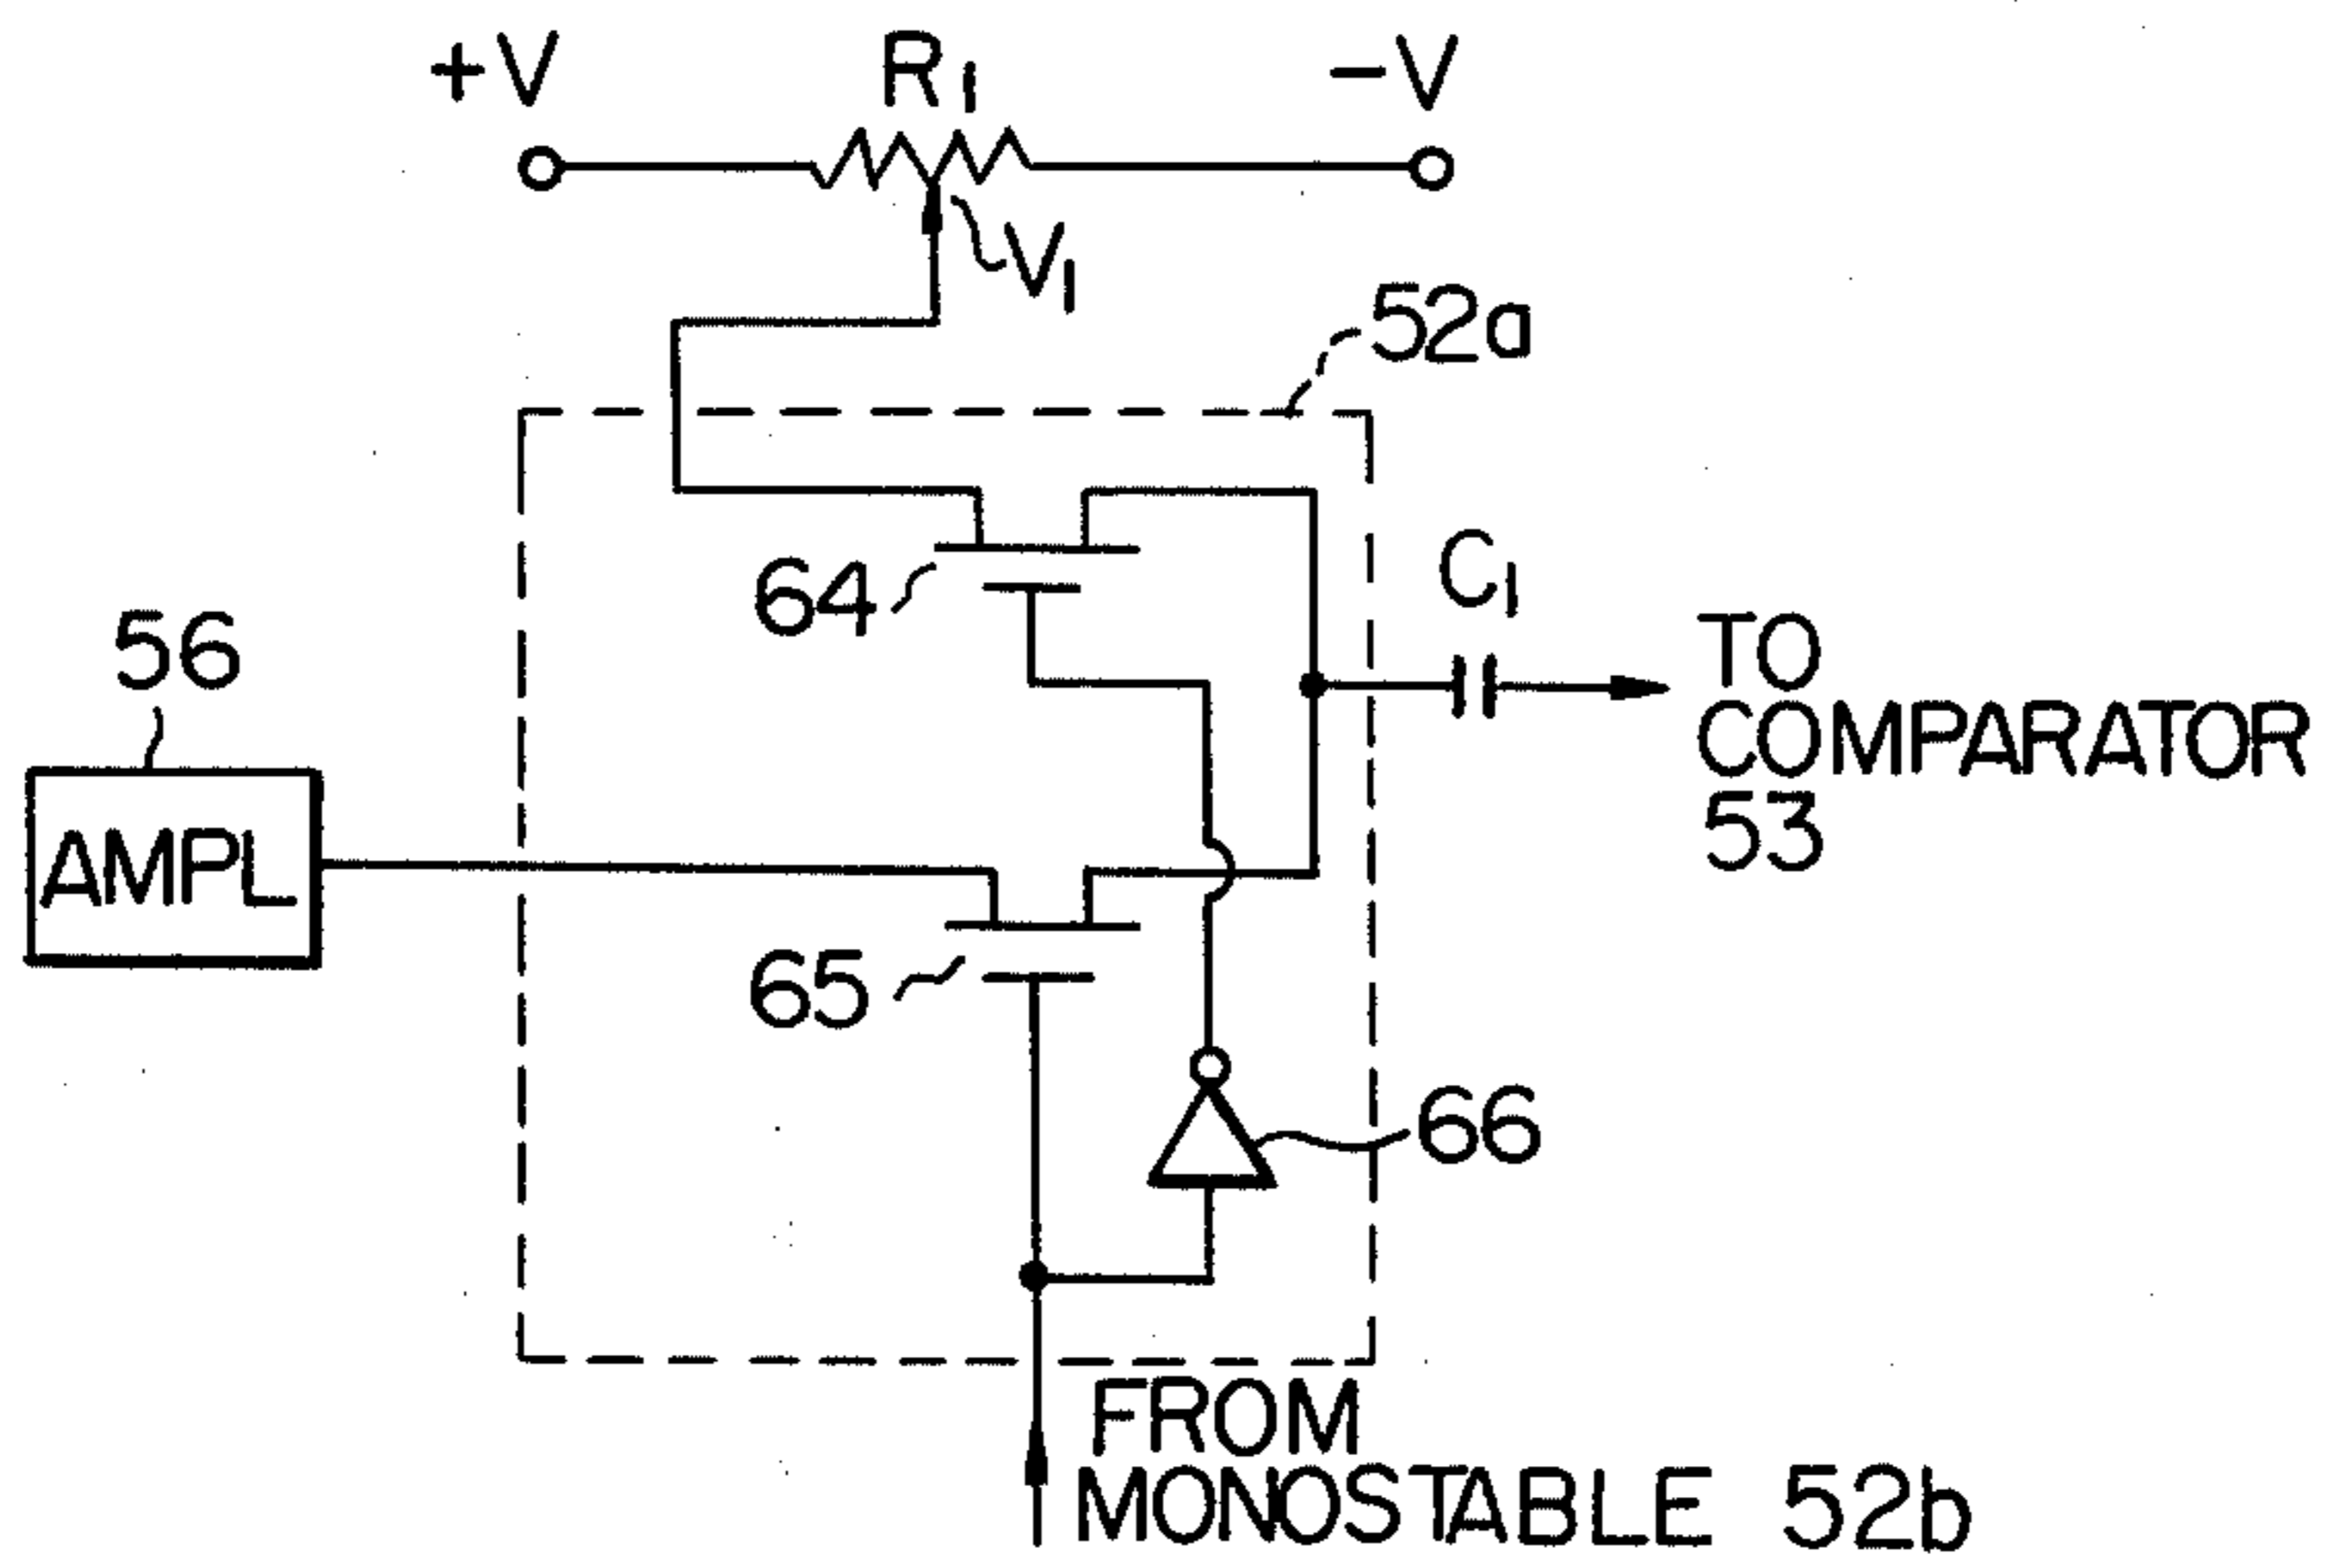 +V
R1
-V
V1
52a
64
C1
56
TO
COMPARATOR
53
AMPL
65
66
FROM
MONOSTABLE 52b